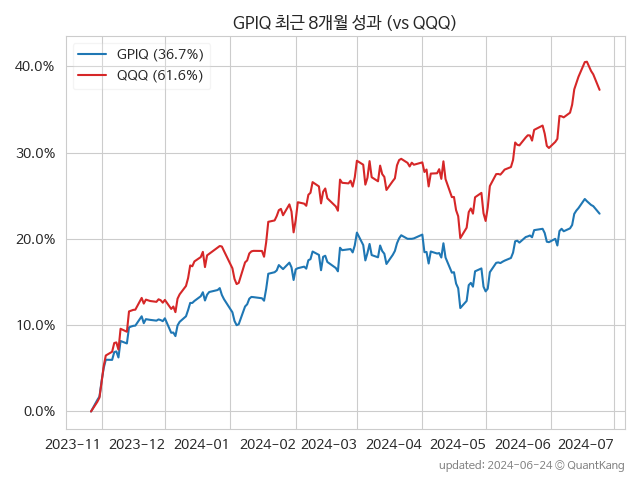 GPIQ 최근 8개월 성과 (vs QQQ)
GPIQ (36.7%)
QQQ (61.6%)
40.0%
30.0%
20.0%
10.0%
0.0%
2023-11 2023-12 2024-01 2024-02 2024-03 2024-04 2024-05 2024-06 2024-07
updated: 2024-06-24 © QuantKang